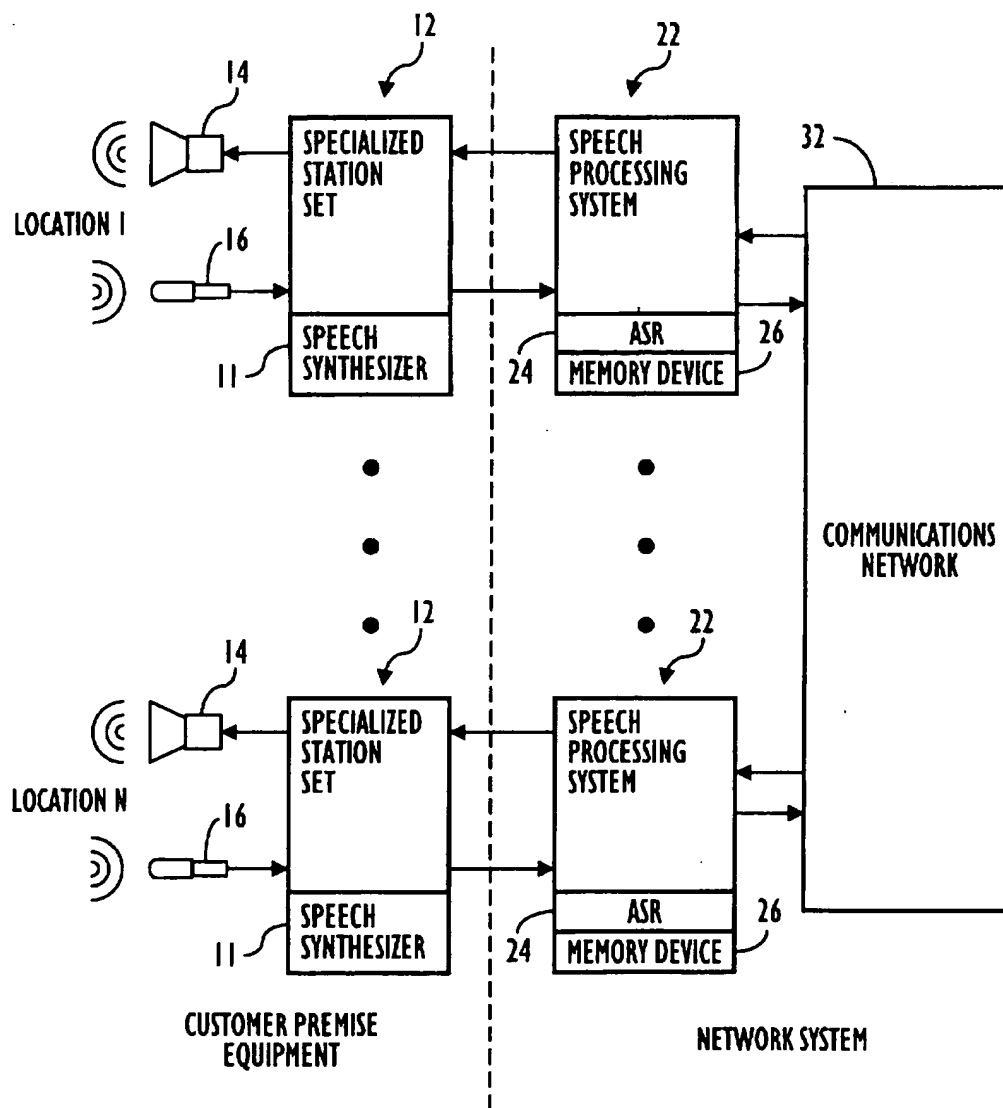 12
22
14
32
SPECIALIZED
STATION
SET
SPEECH
PROCESSING
SYSTEM
LOCATION 1
16
SPEECH
SYNTHESIZER
11
ASR
24
26
MEMORY DEVICE
COMMUNICATIONS
NETWORK
12
22
14
SPECIALIZED
STATION
SET
SPEECH
PROCESSING
SYSTEM
LOCATION N
16
SPEECH
SYNTHESIZER
11
ASR
24
26
MEMORY DEVICE
CUSTOMER PREMISE
EQUIPMENT
NETWORK SYSTEM